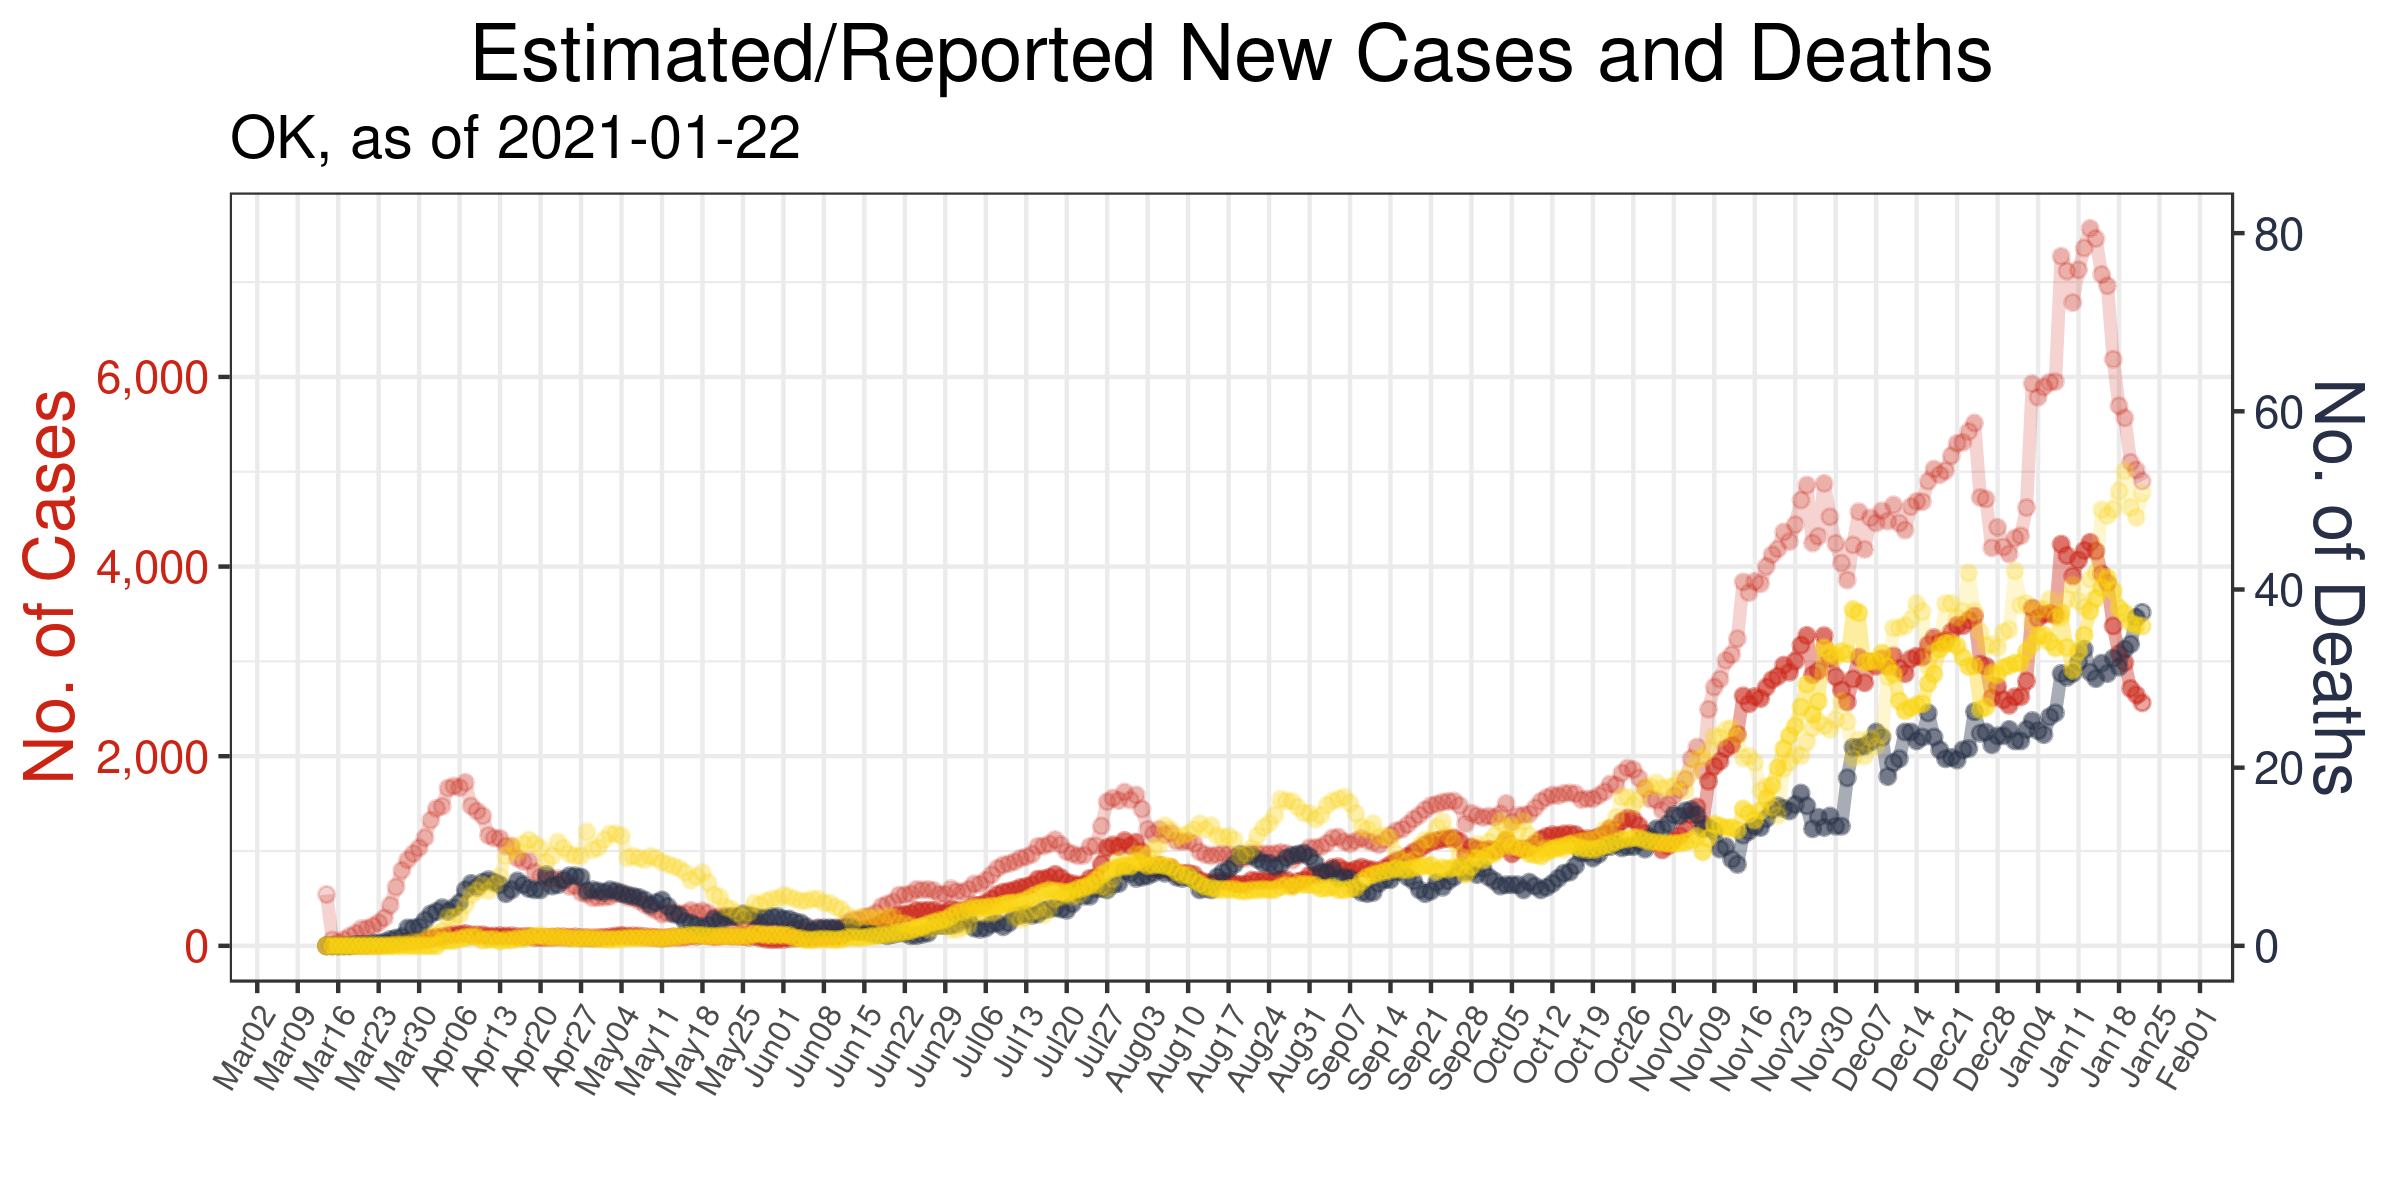 Estimated/Reported New Cases and Deaths
OK, as of 2021-01-22
No. of Cases
6,000
4,000
2,000
0
80
60
40
20
0
No. of Deaths
Mar02
Mar09
Mar16
Mar23
Mar30
Apr06
Apr13
Apr20
Apr27
May04
May11
May18
May25
Jun01
Jun08
Jun15
Jun22
Jun29
Jul06
Jul13
Jul20
Jul27
Aug03
Aug10
Aug17
Aug24
Aug31
Sep07
Sep14
Sep21
Sep28
Oct05
Oct12
Oct19
Oct26
Nov02
Nov09
Nov16
Nov23
Nov30
Dec07
Dec14
Dec21
Dec28
Jan04
Jan11
Jan18
Jan25
Feb01